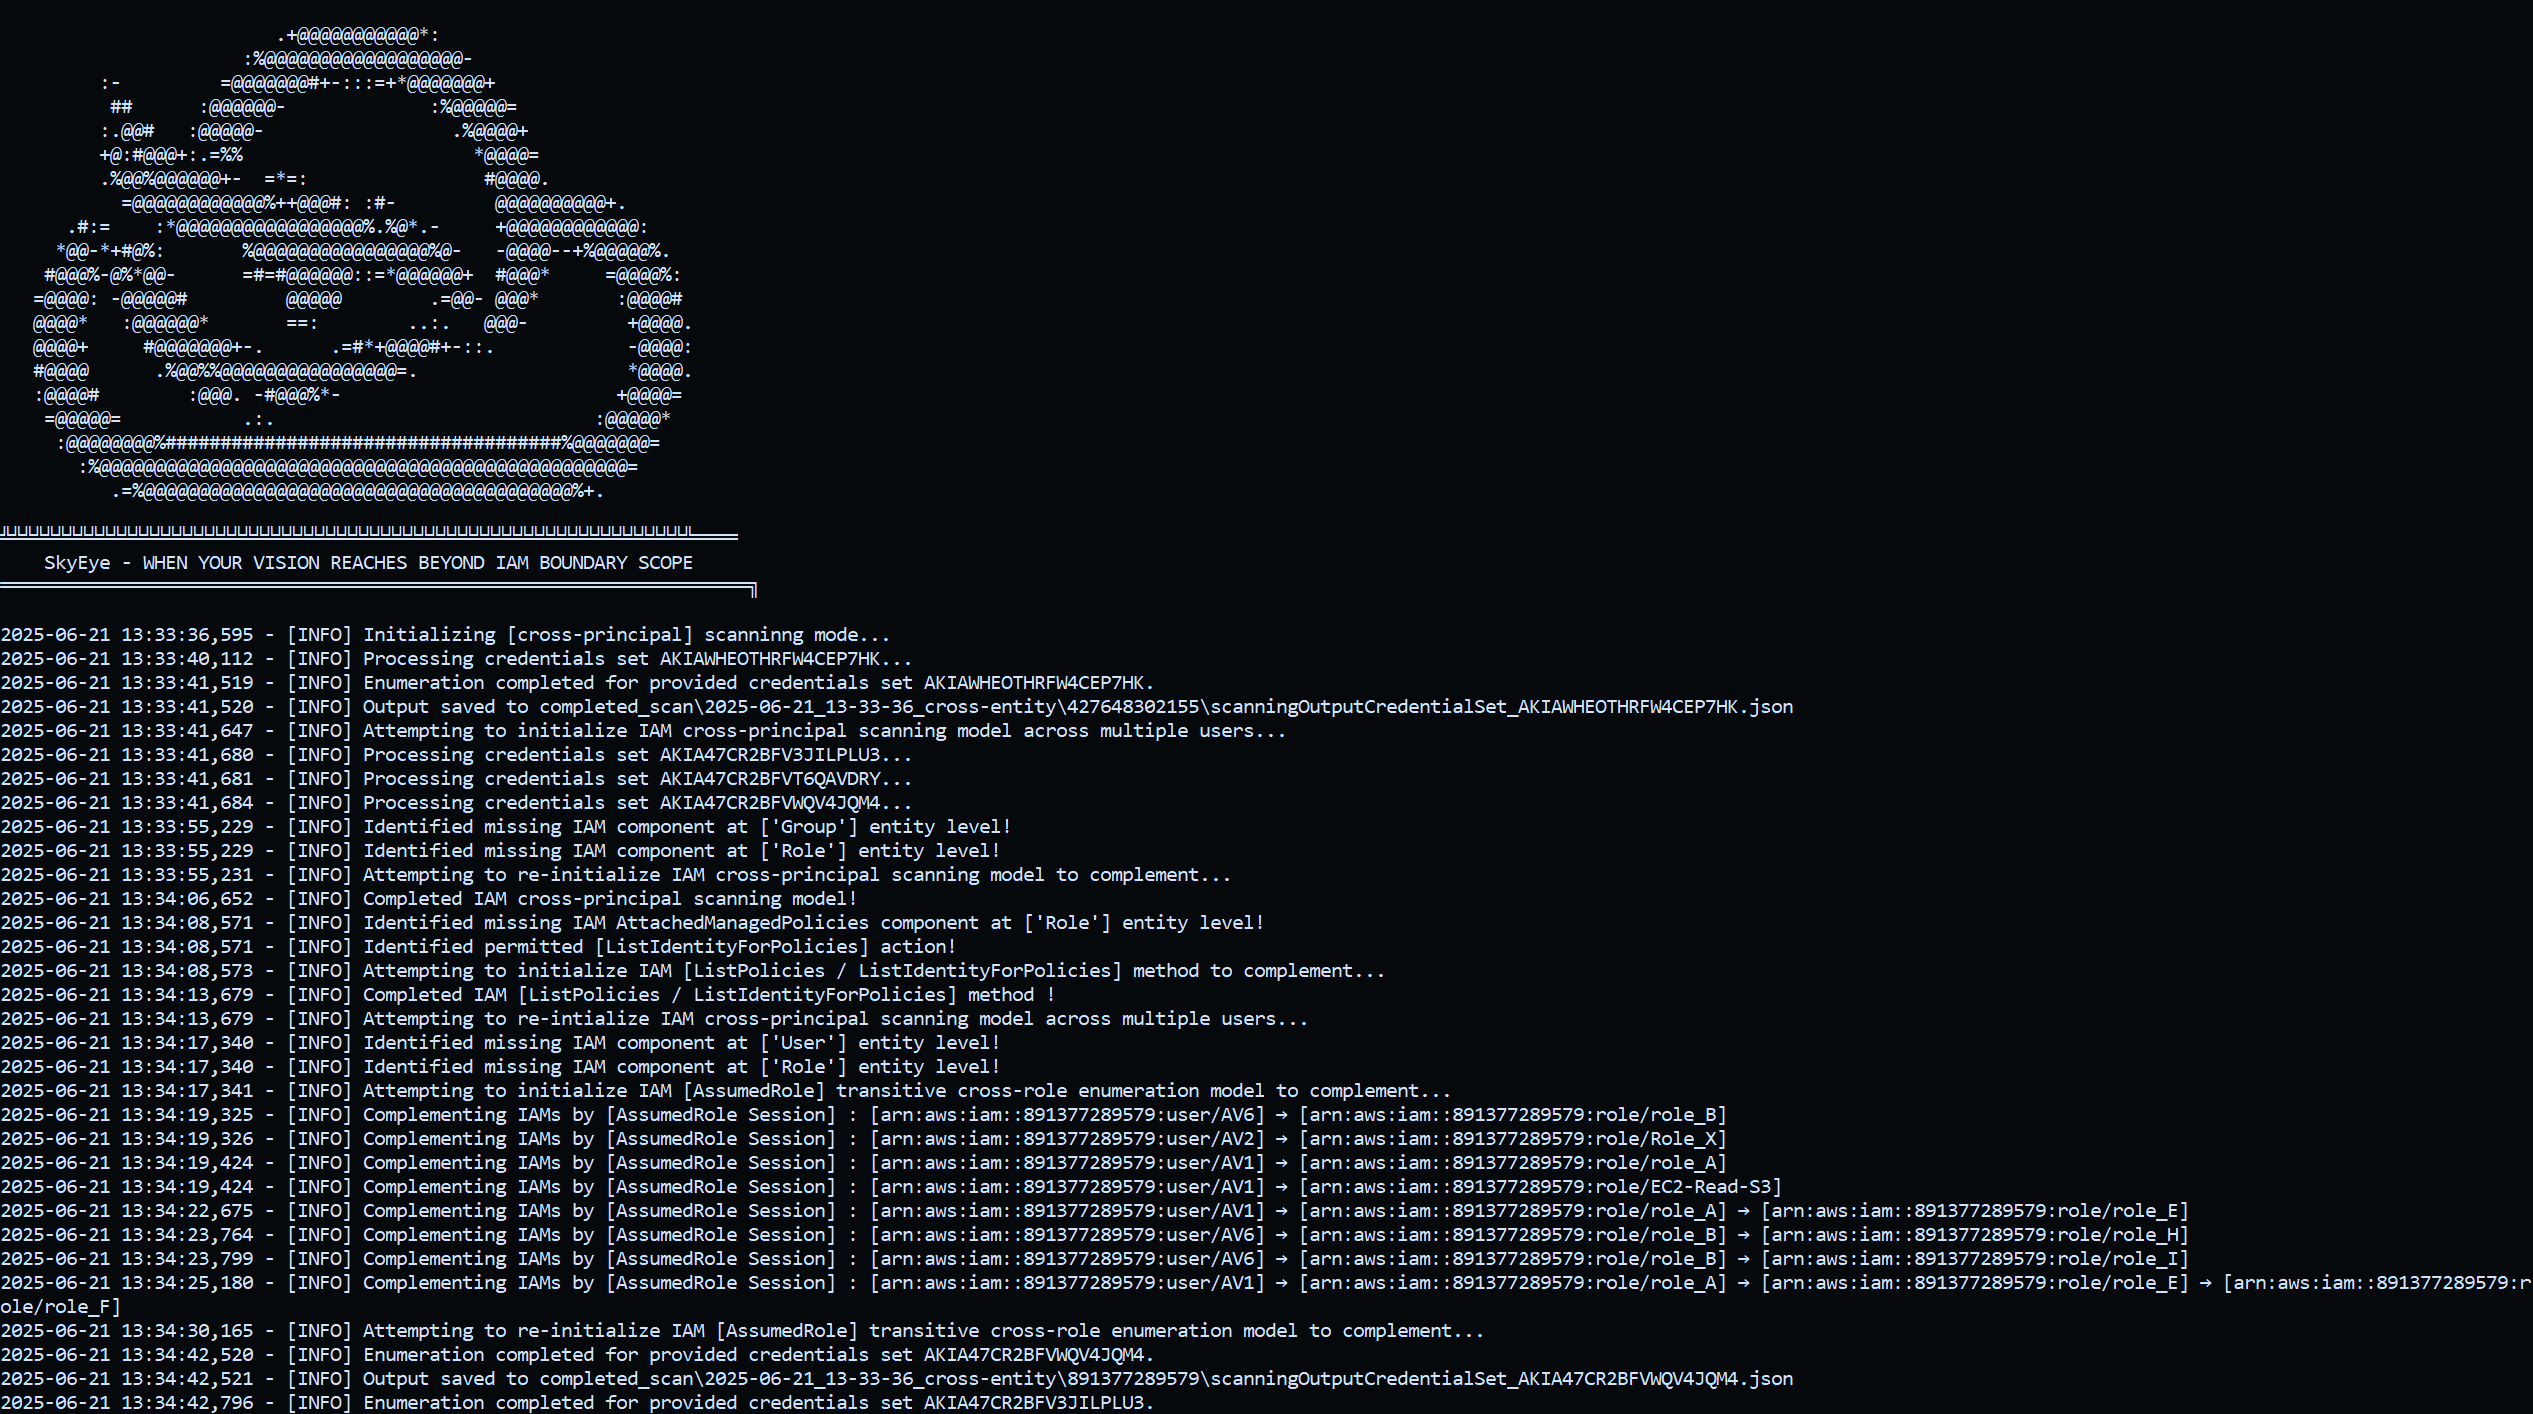 SkyEye - WHEN YOUR VISION REACHES BEYOND IAM BOUNDARY SCOPE
2025-06-21 13:33:36,595 - [INFO] Initializing [cross-principal] scanninng mode...
2025-06-21 13:33:40,112 - [INFO] Processing credentials set AKIAWHEOTHRFW4CEP7HK...
2025-06-21 13:33:41,519 - [INFO] Enumeration completed for provided credentials set AKIAWHEOTHRFW4CEP7HK.
2025-06-21 13:33:41,520 - [INFO] Output saved to completed_scan\2025-06-21_13-33-36_cross-entity\427648302155\scanningOutputCredentialSet_AKIAWHEOTHRFW4CEP7HK.json
2025-06-21 13:33:41,647 - [INFO] Attempting to initialize IAM cross-principal scanning model across multiple users...
2025-06-21 13:33:41,680 - [INFO] Processing credentials set AKIA47CR2BFV3JILPLU3...
2025-06-21 13:33:41,681 - [INFO] Processing credentials set AKIA47CR2BFVT6QAVDRY...
2025-06-21 13:33:41,684 - [INFO] Processing credentials set AKIA47CR2BFVWQV4JQM4...
2025-06-21 13:33:55,229 - [INFO] Identified missing IAM component at ['Group'] entity level!
2025-06-21 13:33:55,229 - [INFO] Identified missing IAM component at ['Role'] entity level!
2025-06-21 13:33:55,231 - [INFO] Attempting to re-initialize IAM cross-principal scanning model to complement...
2025-06-21 13:34:06,652 - [INFO] Completed IAM cross-principal scanning model!
2025-06-21 13:34:08,571 - [INFO] Identified missing IAM AttachedManagedPolicies component at ['Role'] entity level!
2025-06-21 13:34:08,571 - [INFO] Identified permitted [ListIdentityForPolicies] action!
2025-06-21 13:34:08,573 - [INFO] Attempting to initialize IAM [ListPolicies / ListIdentityForPolicies] method to complement...
2025-06-21 13:34:13,679 - [INFO] Completed IAM [ListPolicies / ListIdentityForPolicies] method !
2025-06-21 13:34:13,679 - [INFO] Attempting to re-intialize IAM cross-principal scanning model across multiple users...
2025-06-21 13:34:17,340 - [INFO] Identified missing IAM component at ['User'] entity level!
2025-06-21 13:34:17,340 - [INFO] Identified missing IAM component at ['Role'] entity level!
2025-06-21 13:34:17,341 - [INFO] Attempting to initialize IAM [AssumedRole] transitive cross-role enumeration model to complement...
2025-06-21 13:34:19,325 - [INFO] Complementing IAMs by [AssumedRole Session] : [arn:aws:iam::891377289579:user/AV6] → [arn:aws:iam::891377289579:role/role_B]
2025-06-21 13:34:19,326 - [INFO] Complementing IAMs by [AssumedRole Session] : [arn:aws:iam::891377289579:user/AV2] → [arn:aws:iam::891377289579:role/Role_X]
2025-06-21 13:34:19,424 - [INFO] Complementing IAMs by [AssumedRole Session] : [arn:aws:iam::891377289579:user/AV1] → [arn:aws:iam::891377289579:role/role_A]
2025-06-21 13:34:19,424 - [INFO] Complementing IAMs by [AssumedRole Session] : [arn:aws:iam::891377289579:user/AV1] → [arn:aws:iam::891377289579:role/EC2-Read-S3]
2025-06-21 13:34:22,675 - [INFO] Complementing IAMs by [AssumedRole Session] : [arn:aws:iam::891377289579:user/AV1] → [arn:aws:iam::891377289579:role/role_A] → [arn:aws:iam::891377289579:role/role_E]
2025-06-21 13:34:23,764 - [INFO] Complementing IAMs by [AssumedRole Session] : [arn:aws:iam::891377289579:user/AV6] → [arn:aws:iam::891377289579:role/role_B] → [arn:aws:iam::891377289579:role/role_H]
2025-06-21 13:34:23,799 - [INFO] Complementing IAMs by [AssumedRole Session] : [arn:aws:iam::891377289579:user/AV6] → [arn:aws:iam::891377289579:role/role_B] → [arn:aws:iam::891377289579:role/role_I]
2025-06-21 13:34:25,180 - [INFO] Complementing IAMs by [AssumedRole Session] : [arn:aws:iam::891377289579:user/AV1] → [arn:aws:iam::891377289579:role/role_A] → [arn:aws:iam::891377289579:role/role_E] → [arn:aws:iam::891377289579:r
ole/role_F]
2025-06-21 13:34:30,165 - [INFO] Attempting to re-initialize IAM [AssumedRole] transitive cross-role enumeration model to complement...
2025-06-21 13:34:42,520 - [INFO] Enumeration completed for provided credentials set AKIA47CR2BFVWQV4JQM4.
2025-06-21 13:34:42,521 - [INFO] Output saved to completed_scan\2025-06-21_13-33-36_cross-entity\891377289579\scanningOutputCredentialSet_AKIA47CR2BFVWQV4JQM4.json
2025-06-21 13:34:42,796 - [INFO] Enumeration completed for provided credentials set AKIA47CR2BFV3JILPLU3.